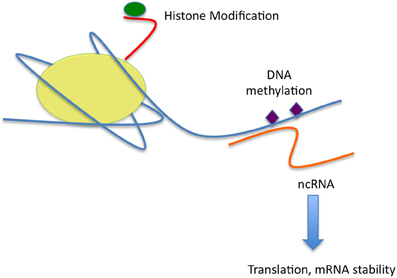 Histone Modification
DNA
methylation
ncRNA
Translation, mRNA stability